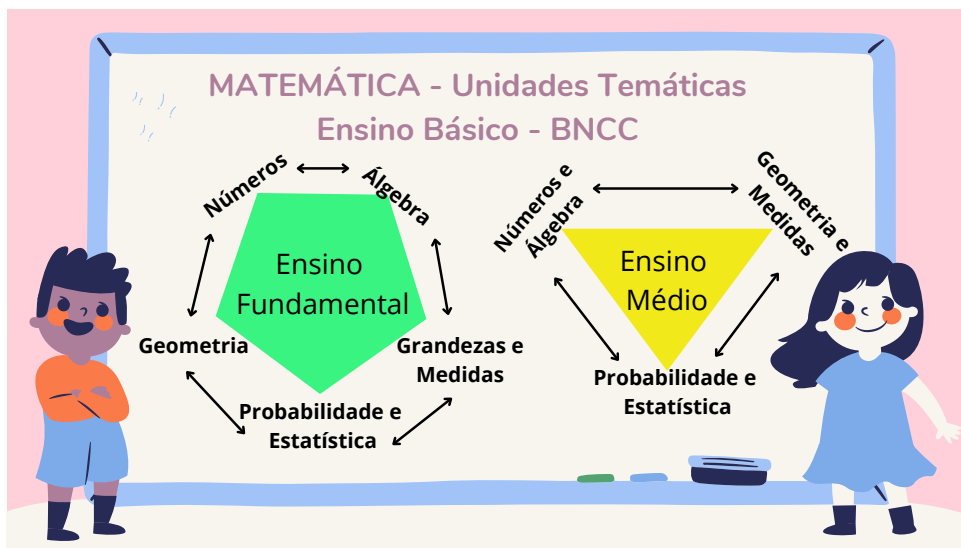 MATEMÁTICA - Unidades Temáticas
Ensino Básico - BNCC
Números
Álgebra
Ensino
Fundamental
Geometria
Grandezas e
Medidas
Probabilidade e
Estatística
Números e
Álgebra
Geometria e
Medidas
Ensino
Médio
Probabilidade e
Estatística